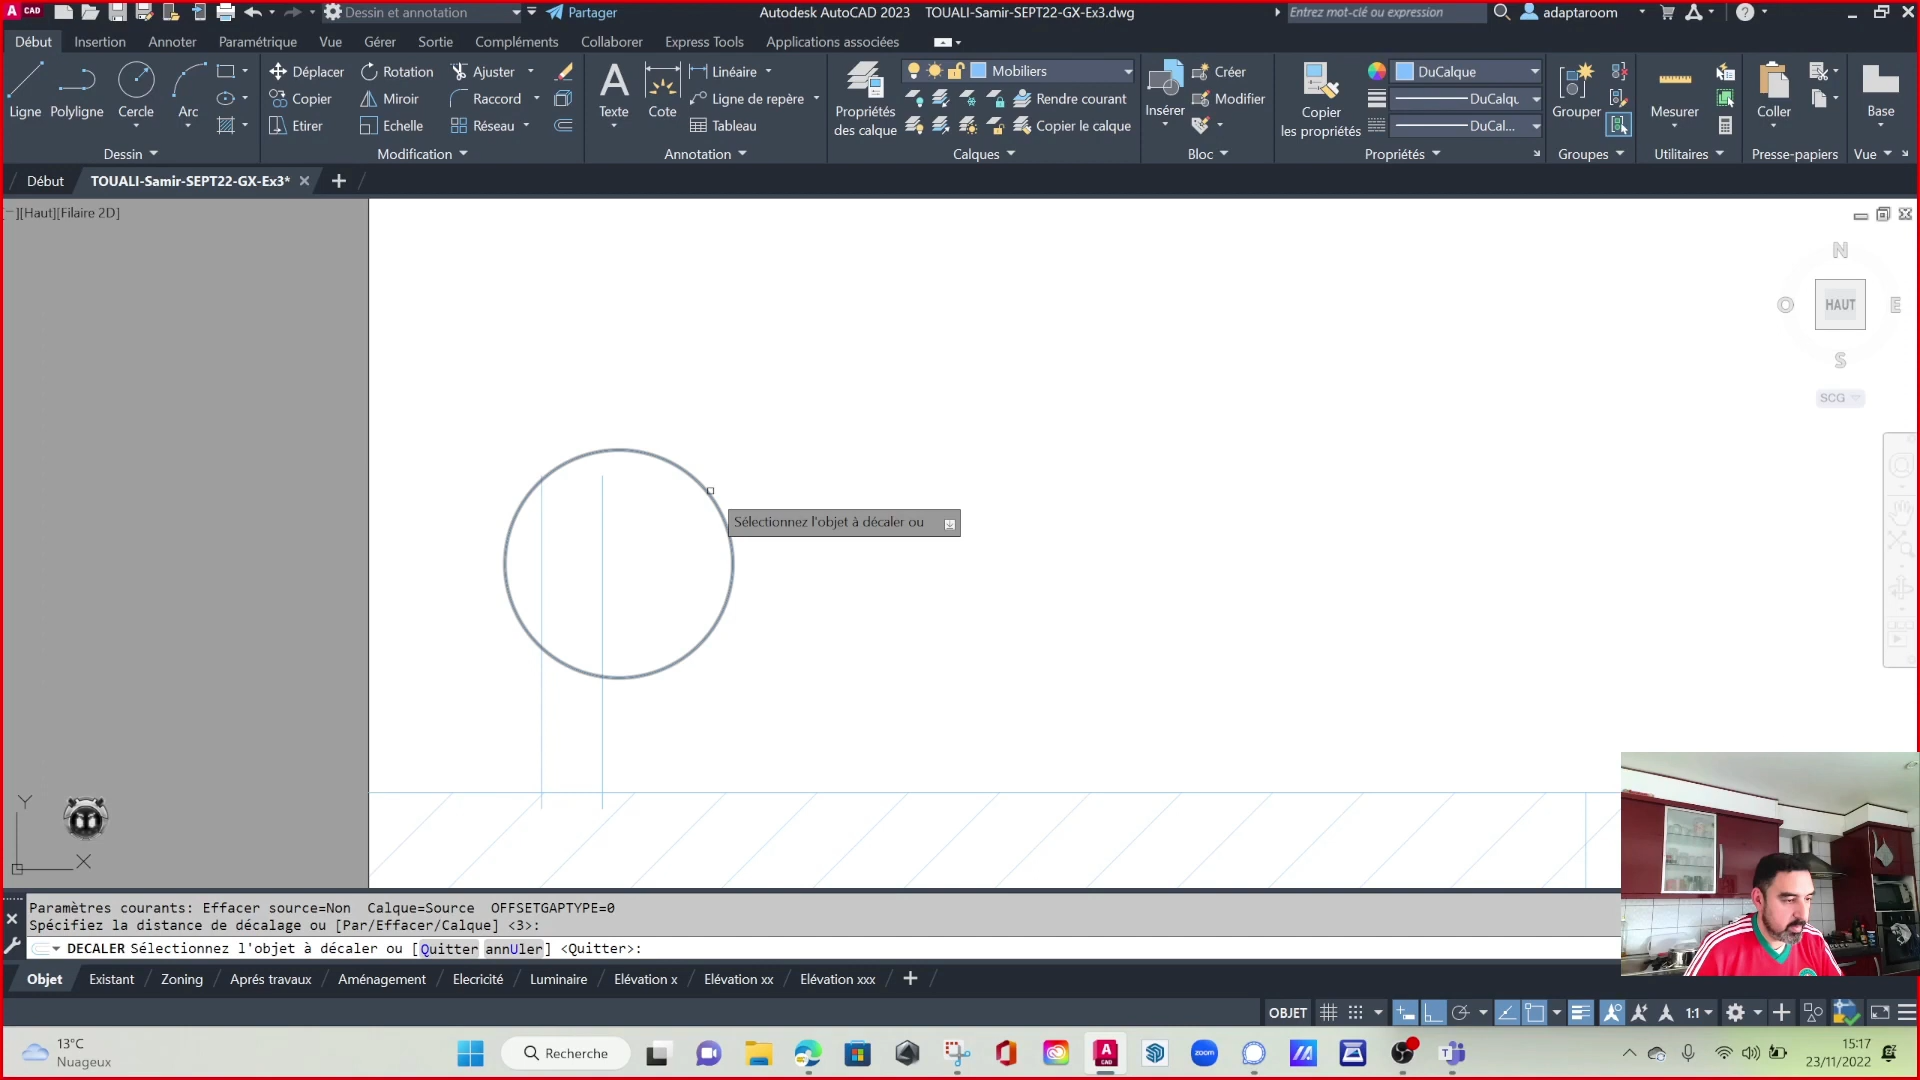 A CAD
Dessin et annotation
Partager
Autodesk AutoCAD 2023 TOUALI-Samir-SEPT22-GX-Ex3.dwg
Entrez mot-clé ou expression
adaptaroom
Début
Insertion
Annoter
Paramétrique
Vue
Gérer
Sortie
Compléments
Collaborer
Express Tools
Applications associées
Ligne
Polyligne
Cercle
Arc
Dessin
Déplacer
Rotation
Ajuster
Copier
Miroir
Raccord
Etirer
Echelle
Réseau
Modification
Texte
Cote
Linéaire
Ligne de repère
Tableau
Annotation
Propriétés
des calque
Mobiliers
Rendre courant
Copier le calque
Calques
Insérer
Créer
Modifier
Bloc
Copier
les propriétés
DuCalque
DuCalqu
DuCal...
Propriétés
Grouper
Groupes
Mesurer
Utilitaires
Coller
Presse-papiers
Base
Vue
Début
TOUALI-Samir-SEPT22-GX-Ex3*
][Haut][Filaire 2D]
N
O
HAUT
E
S
SCG
Sélectionnez l'objet à décaler ou
Y
X
Paramètres courants: Effacer source=Non Calque=Source OFFSETGAPTYPE=0
Spécifiez la distance de décalage ou [Par/Effacer/Calque] <3>:
DECALER Sélectionnez l'objet à décaler ou [Quitter annUler] <Quitter>:
Objet
Existant
Zoning
Aprés travaux
Aménagement
Elecricité
Luminaire
Elévation x
Elévation xx
Elévation xxx
OBJET
1:1
13°C
Nuageux
Recherche
A CAD
zoom
15:17
23/11/2022